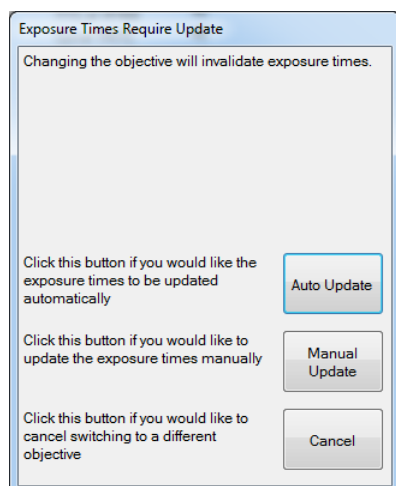 Exposure Times Require Update
Changing the objective will invalidate exposure times.
Click this button if you would like the
exposure times to be updated
automatically
Auto Update
Click this button if you would like to
update the exposure times manually
Manual
Update
Click this button if you would like to
cancel switching to a different
objective
Cancel